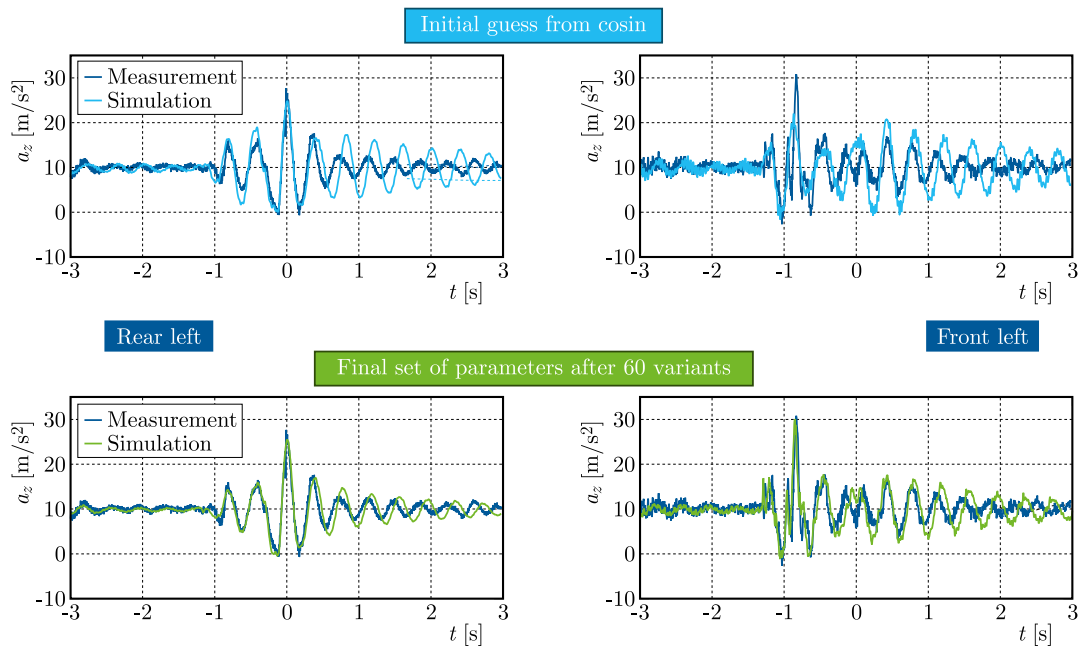 Initial guess from cosin
a_z [m/s²]
30
20
10
0
-10
Measurement
Simulation
-3 -2 -1 0 1 2 3
t [s]
a_z [m/s²]
30
20
10
0
-10
-3 -2 -1 0 1 2 3
t [s]
Rear left
Front left
Final set of parameters after 60 variants
a_z [m/s²]
30
20
10
0
-10
Measurement
Simulation
-3 -2 -1 0 1 2 3
t [s]
a_z [m/s²]
30
20
10
0
-10
-3 -2 -1 0 1 2 3
t [s]